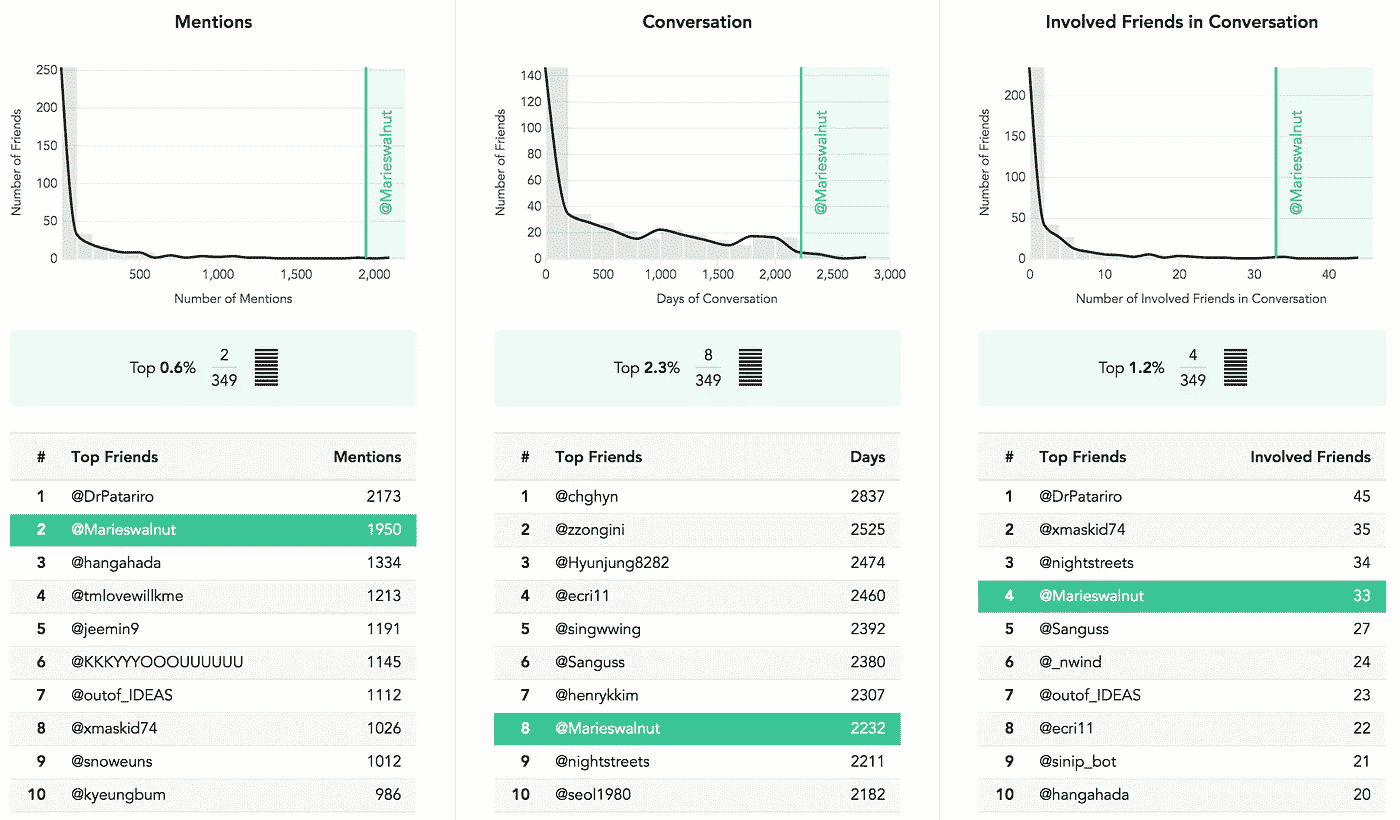 Mentions
250
200
150
100
50
0
Number of Friends
@Marieswalnut
500 1,000 1,500 2,000
Number of Mentions
Top 0.6% 2
349
# Top Friends Mentions
1 @DrPatariro 2173
2 @Marieswalnut 1950
3 @hangahada 1334
4 @tmlovewillkme 1213
5 @jeemin9 1191
6 @KKKYYYOOOUUUUUU 1145
7 @outof_IDEAS 1112
8 @xmaskid74 1026
9 @snoweuns 1012
10 @kyeungbum 986
Conversation
140
120
100
80
60
40
20
0
Number of Friends
@Marieswalnut
0 500 1,000 1,500 2,000 2,500 3,000
Days of Conversation
Top 2.3% 8
349
# Top Friends Days
1 @chghyn 2837
2 @zzongini 2525
3 @Hyunjung8282 2474
4 @ecri11 2460
5 @singwwing 2392
6 @Sanguss 2380
7 @henrykkim 2307
8 @Marieswalnut 2232
9 @nightstreets 2211
10 @seol1980 2182
Involved Friends in Conversation
200
150
100
50
0
Number of Friends
@Marieswalnut
0 10 20 30 40
Number of Involved Friends in Conversation
Top 1.2% 4
349
# Top Friends Involved Friends
1 @DrPatariro 45
2 @xmaskid74 35
3 @nightstreets 34
4 @Marieswalnut 33
5 @Sanguss 27
6 @_nwind 24
7 @outof_IDEAS 23
8 @ecri11 22
9 @sinip_bot 21
10 @hangahada 20